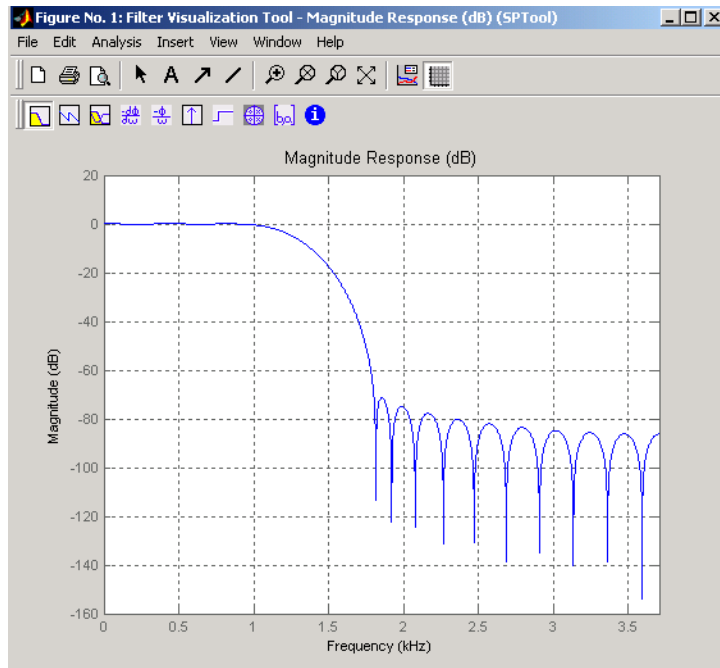 Figure No. 1: Filter Visualization Tool - Magnitude Response (dB) (SPTool)
File Edit Analysis Insert View Window Help
A
-dϕ
dω
-ϕ
ω
[b,a]
i
Magnitude Response (dB)
20
0
-20
-40
-60
-80
-100
-120
-140
-160
Magnitude (dB)
0 0.5 1 1.5 2 2.5 3 3.5
Frequency (kHz)